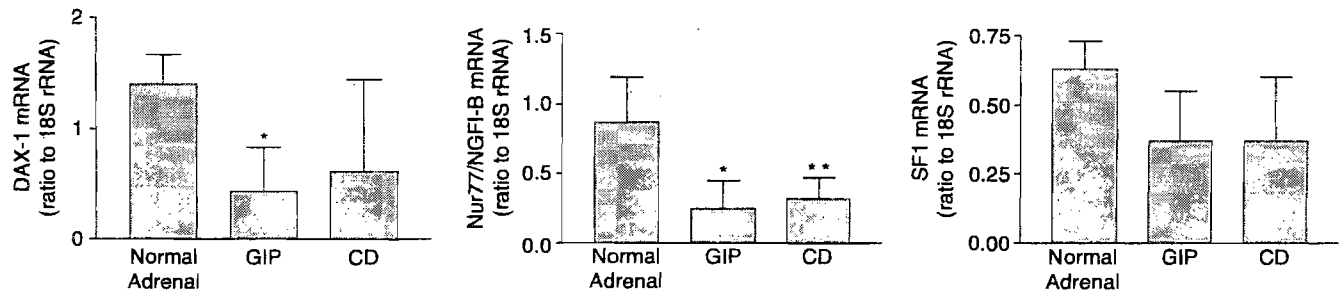 DAX-1 mRNA
(ratio to 18S rRNA)
2
1
0
*
Normal
Adrenal
GIP
CD
Nur77/NGFI-B mRNA
(ratio to 18S rRNA)
1.5
1.0
0.5
0.0
*
**
Normal
Adrenal
GIP
CD
SF1 mRNA
(ratio to 18S rRNA)
0.75
0.50
0.25
0.00
Normal
Adrenal
GIP
CD